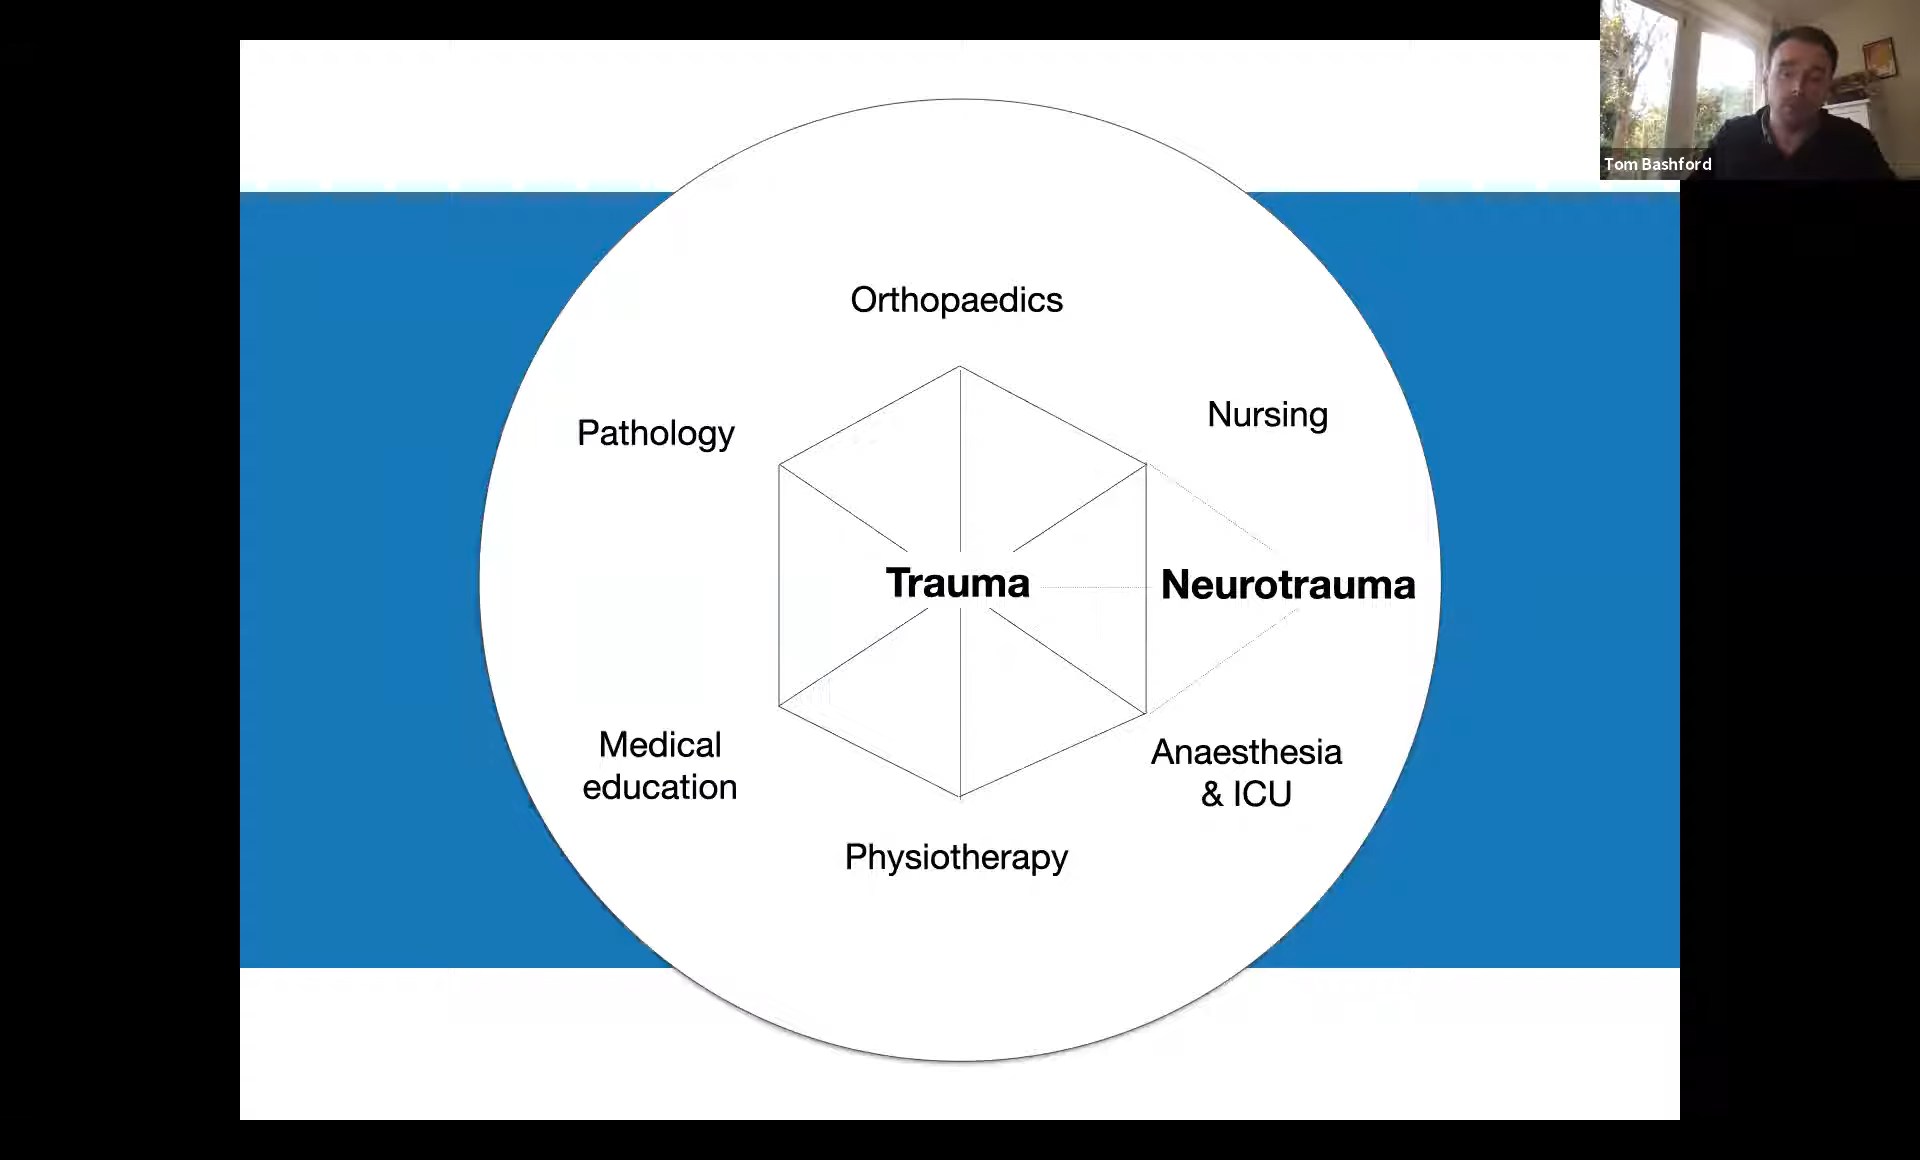 Tom Bashford
Orthopaedics
Nursing
Pathology
Trauma
Neurotrauma
Medical
education
Anaesthesia
& ICU
Physiotherapy